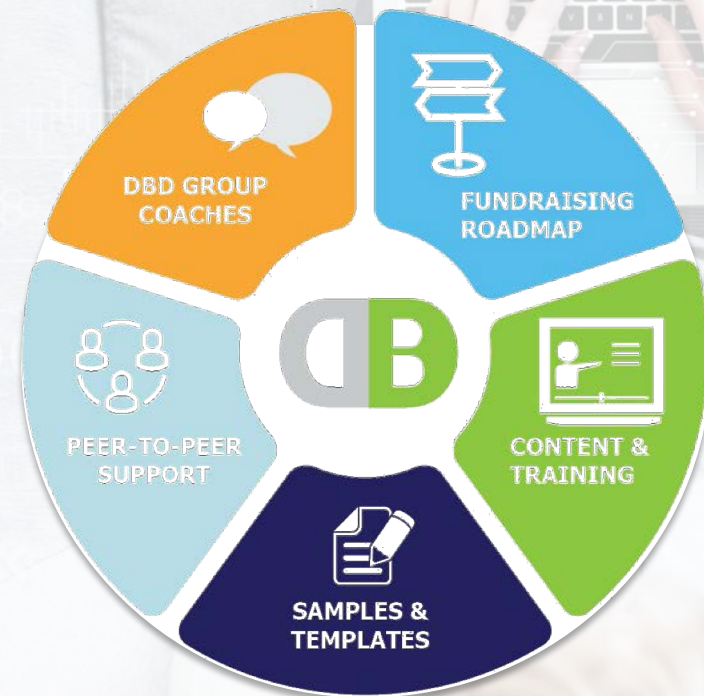 DBD GROUP
COACHES
FUNDRAISING
ROADMAP
PEER-TO-PEER
SUPPORT
DB
CONTENT &
TRAINING
SAMPLES &
TEMPLATES